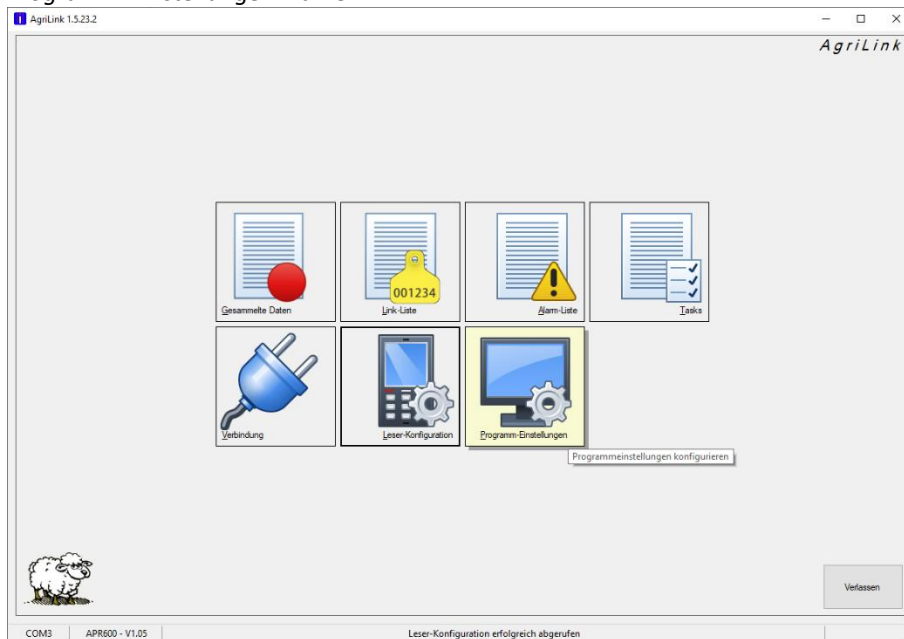 AgriLink 1.5.23.2
AgriLink
001234
Gesammelte Daten
Link-Liste
Alarm-Liste
Tasks
Verbindung
Leser-Konfiguration
Programm-Einstellungen
Programmeinstellungen konfigurieren
Verlassen
COM3
APR600 - V1.05
Leser-Konfiguration erfolgreich abgerufen